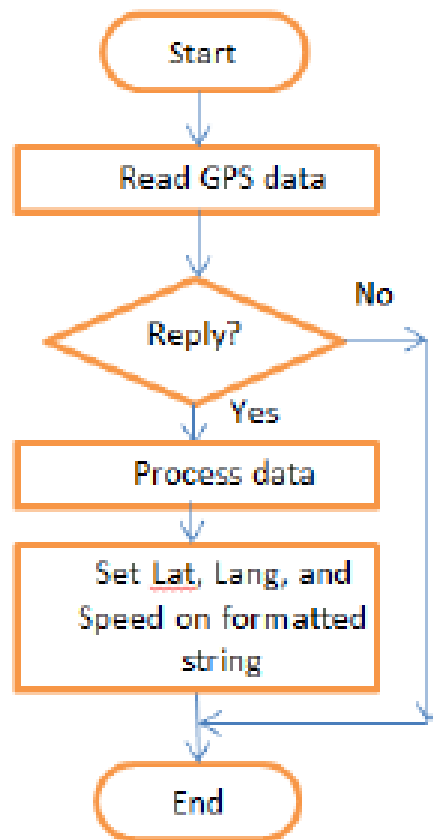 Start
Read GPS data
Reply?
No
Yes
Process data
Set Lat, Lang, and
Speed on formatted
string
End